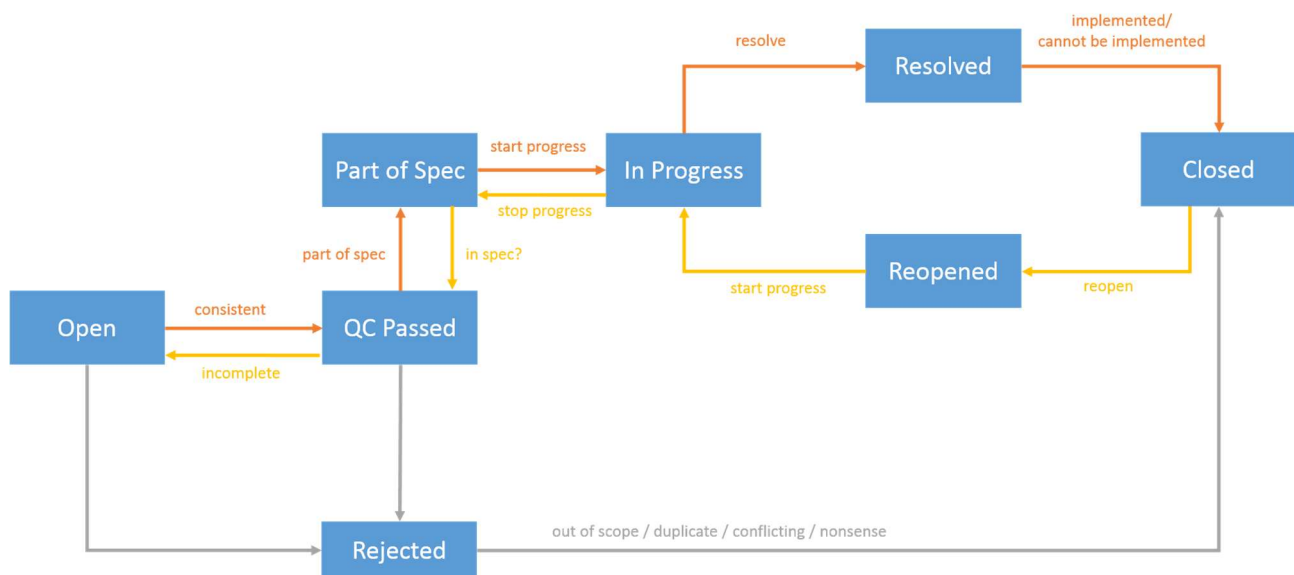 implemented/
cannot be implemented
resolve
Resolved
Part of Spec
start progress
In Progress
Closed
stop progress
part of spec
in spec?
Reopened
start progress
reopen
Open
consistent
QC Passed
incomplete
Rejected
out of scope / duplicate / conflicting / nonsense